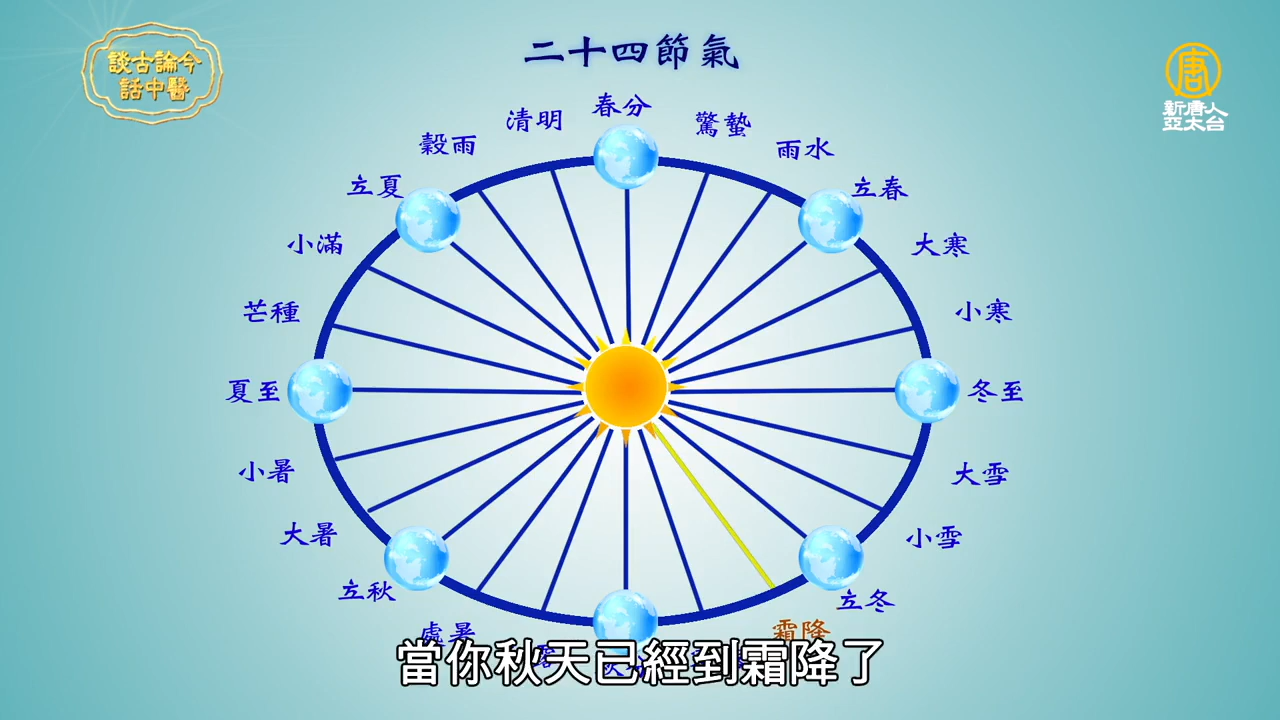 二十四節氣
談古論今
話中醫
唐
新唐人
亞太台
春分
驚蟄
雨水
立春
大寒
小寒
冬至
大雪
小雪
立冬
霜降
處暑
立秋
大暑
小暑
夏至
芒種
小滿
立夏
穀雨
清明
當你秋天已經到霜降了